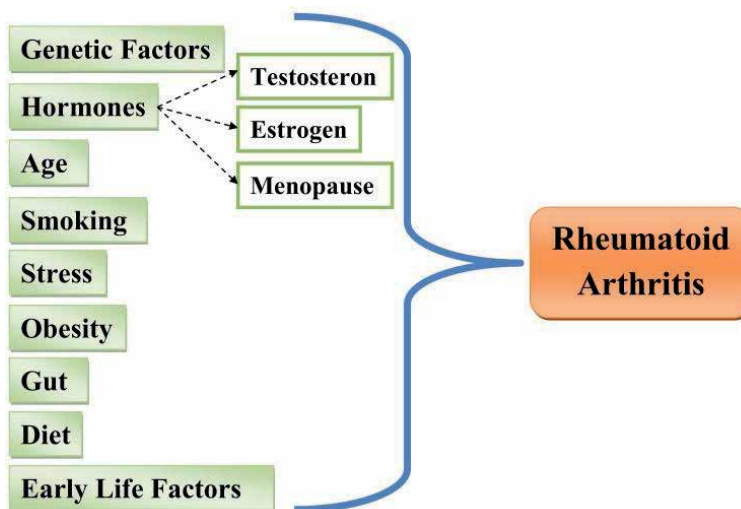 Genetic Factors
Hormones
Testosteron
Estrogen
Menopause
Age
Smoking
Stress
Obesity
Gut
Diet
Early Life Factors
Rheumatoid
Arthritis